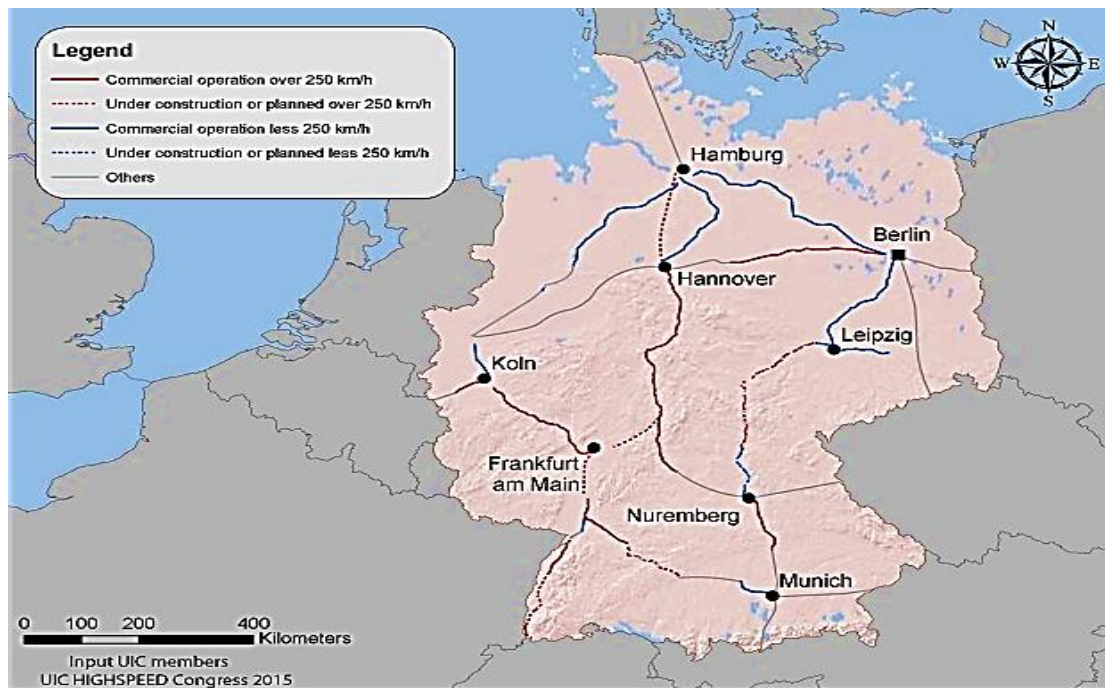 Legend
Commercial operation over 250 km/h
Under construction or planned over 250 km/h
Commercial operation less 250 km/h
Under construction or planned less 250 km/h
Others
N
W E
S
Hamburg
Berlin
Hannover
Leipzig
Koln
Frankfurt
am Main
Nuremberg
Munich
0 100 200 400
Kilometers
Input UIC members
UIC HIGHSPEED Congress 2015